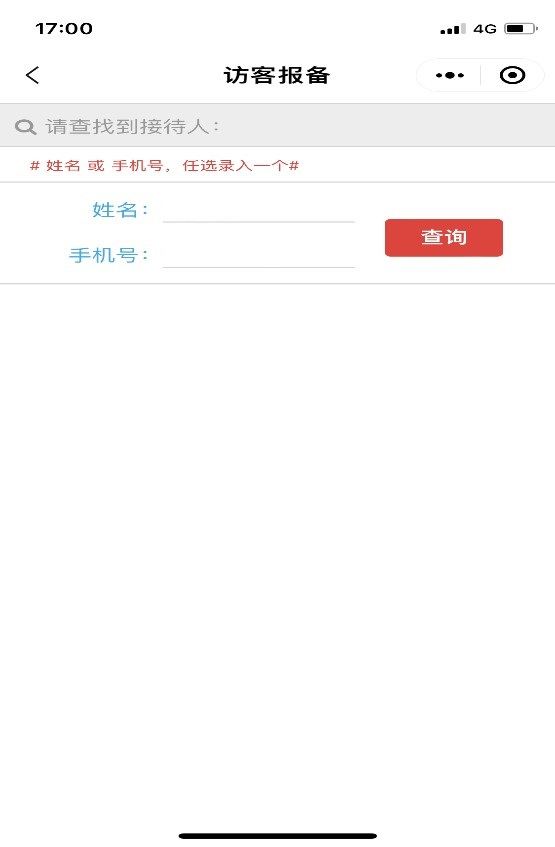 17:00 4G
访客报备
请查找到接待人:
# 姓名 或 手机号，任选录入一个#
姓名:
查询
手机号: